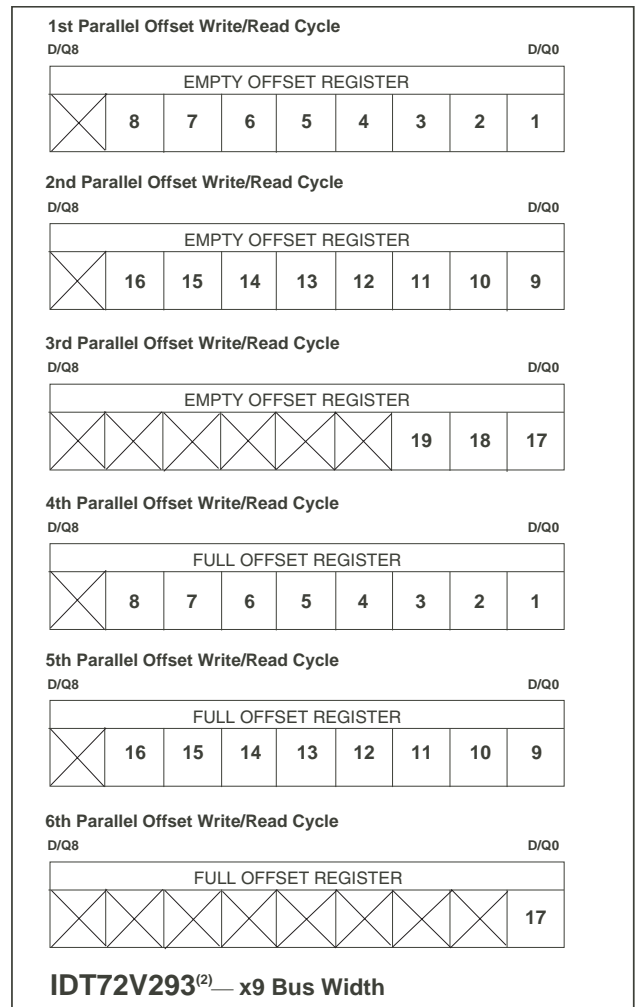 1st Parallel Offset Write/Read Cycle
D/Q8 D/Q0
EMPTY OFFSET REGISTER
8 7 6 5 4 3 2 1
2nd Parallel Offset Write/Read Cycle
D/Q8 D/Q0
EMPTY OFFSET REGISTER
16 15 14 13 12 11 10 9
3rd Parallel Offset Write/Read Cycle
D/Q8 D/Q0
EMPTY OFFSET REGISTER
19 18 17
4th Parallel Offset Write/Read Cycle
D/Q8 D/Q0
FULL OFFSET REGISTER
8 7 6 5 4 3 2 1
5th Parallel Offset Write/Read Cycle
D/Q8 D/Q0
FULL OFFSET REGISTER
16 15 14 13 12 11 10 9
6th Parallel Offset Write/Read Cycle
D/Q8 D/Q0
FULL OFFSET REGISTER
17
IDT72V293(2)— x9 Bus Width